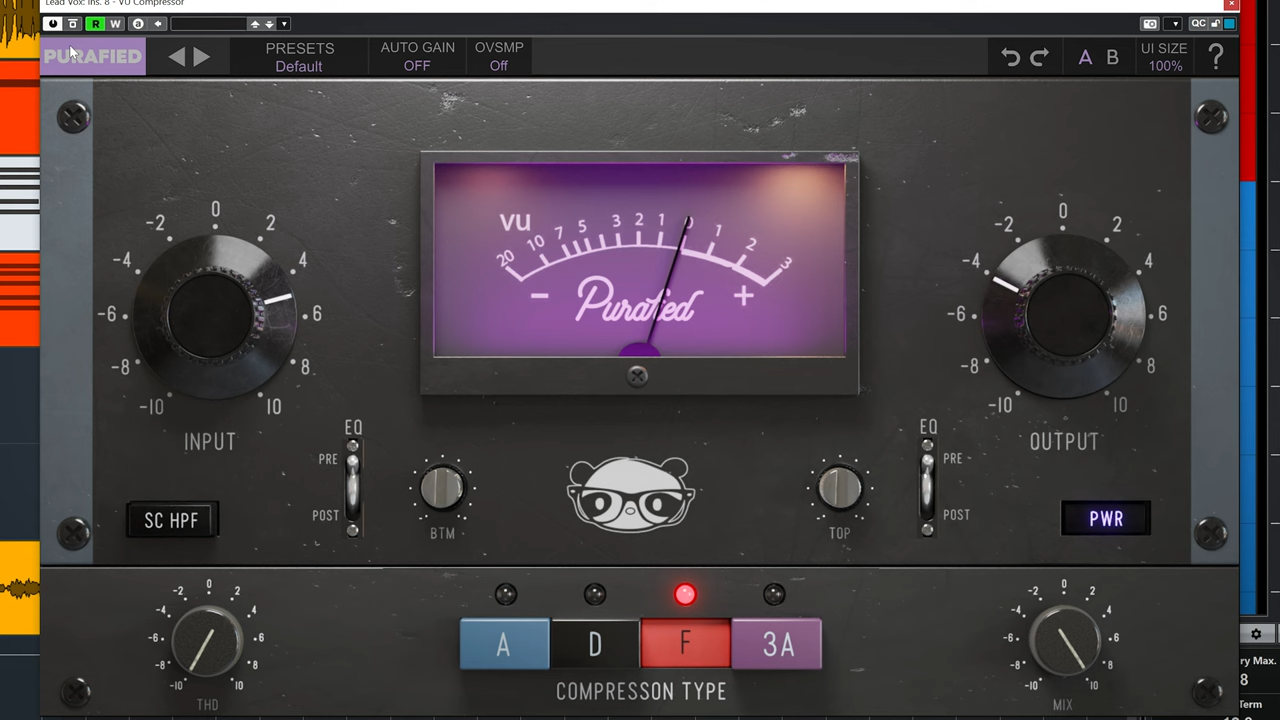 Lead Vox: Ins. 8 - VU Compressor
R W a QC
PURAFIED
PRESETS
Default
AUTO GAIN
OFF
OVSMP
Off
A B
UI SIZE
100%
?
-10 -8 -6 -4 -2 0 2 4 6 8 10
INPUT
VU
20 10 7 5 3 2 1 0 1 2 3
- +
Purafied
-10 -8 -6 -4 -2 0 2 4 6 8 10
OUTPUT
EQ
PRE
POST
SC HPF
BTM
TOP
EQ
PRE
POST
PWR
-10 -8 -6 -4 -2 0 2 4 6 8 10
THD
A D F 3A
COMPRESSON TYPE
-10 -8 -6 -4 -2 0 2 4 6 8 10
MIX
ry Max.
8
Term